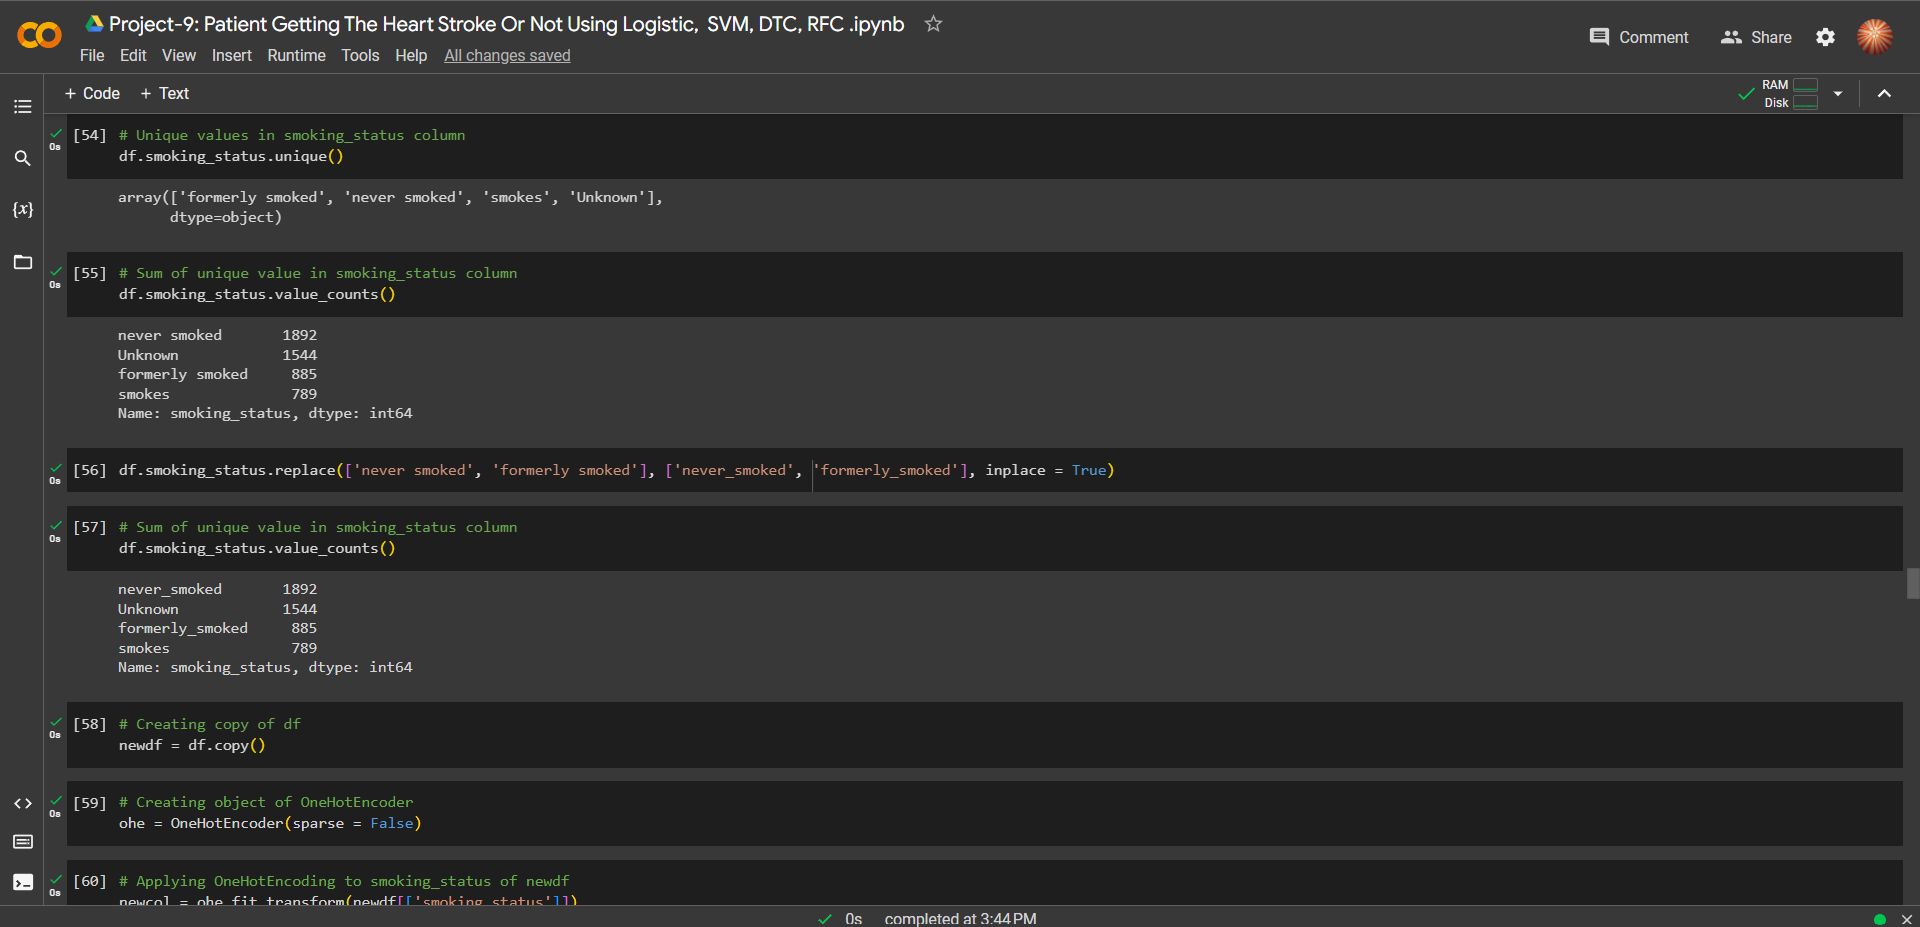 Project-9: Patient Getting The Heart Stroke Or Not Using Logistic, SVM, DTC, RFC .ipynb
File Edit View Insert Runtime Tools Help All changes saved
Comment Share
+ Code + Text
RAM
Disk
[54] # Unique values in smoking_status column
0s
df.smoking_status.unique()
array(['formerly smoked', 'never smoked', 'smokes', 'Unknown'],
dtype=object)
{x}
[55] # Sum of unique value in smoking_status column
0s
df.smoking_status.value_counts()
never smoked 1892
Unknown 1544
formerly smoked 885
smokes 789
Name: smoking_status, dtype: int64
[56] df.smoking_status.replace(['never smoked', 'formerly smoked'], ['never_smoked', 'formerly_smoked'], inplace = True)
0s
[57] # Sum of unique value in smoking_status column
0s
df.smoking_status.value_counts()
never_smoked 1892
Unknown 1544
formerly_smoked 885
smokes 789
Name: smoking_status, dtype: int64
[58] # Creating copy of df
0s
newdf = df.copy()
[59] # Creating object of OneHotEncoder
0s
ohe = OneHotEncoder(sparse = False)
[60] # Applying OneHotEncoding to smoking_status of newdf
0s
newcol = ohe.fit_transform(newdf[['smoking_status']])
0s completed at 3:44 PM